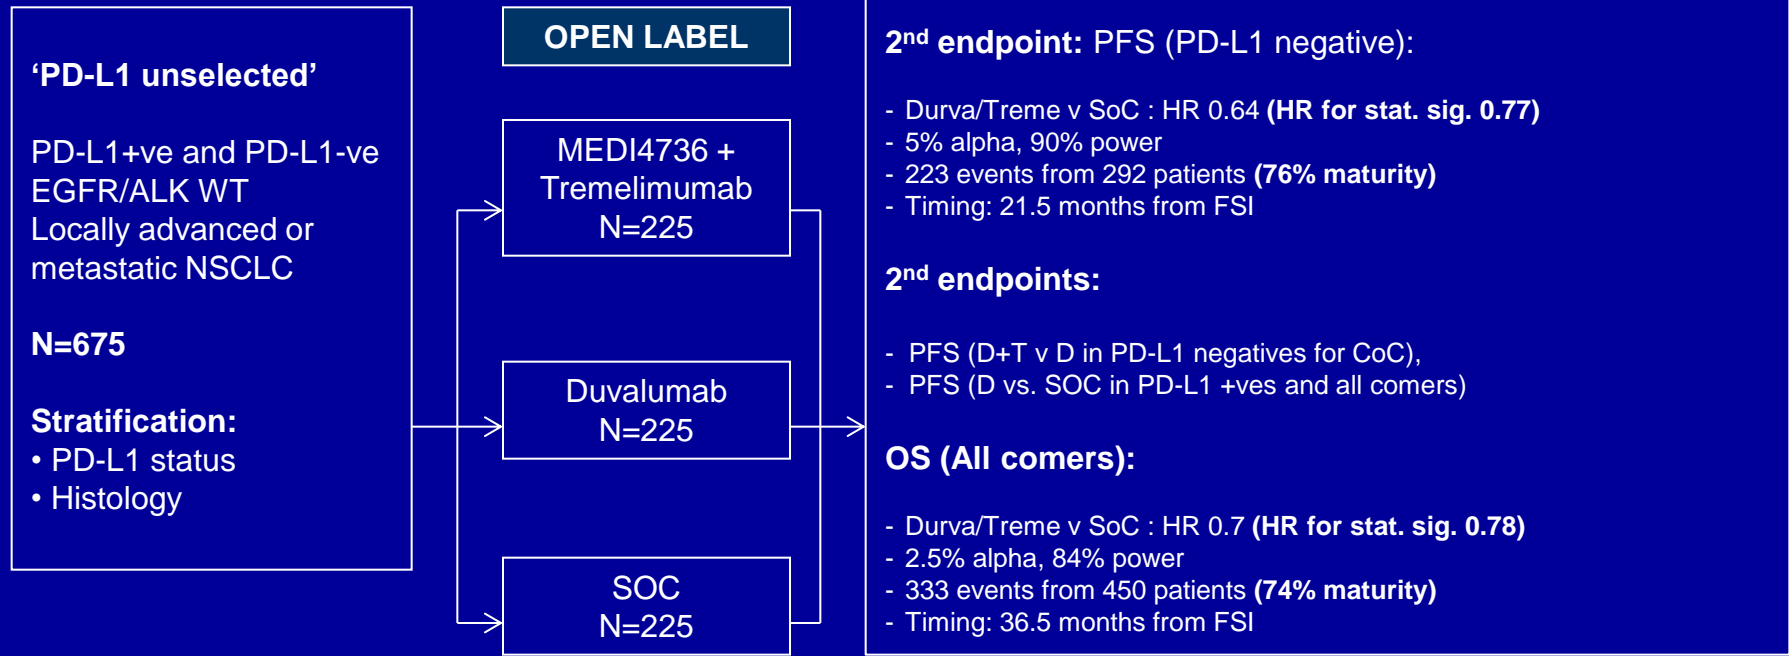 ‘PD-L1 unselected’
PD-L1+ve and PD-L1-ve
EGFR/ALK WT
Locally advanced or
metastatic NSCLC
N=675
Stratification:
• PD-L1 status
• Histology
OPEN LABEL
MEDI4736 +
Tremelimumab
N=225
Duvalumab
N=225
SOC
N=225
2nd endpoint: PFS (PD-L1 negative):
- Durva/Treme v SoC : HR 0.64 (HR for stat. sig. 0.77)
- 5% alpha, 90% power
- 223 events from 292 patients (76% maturity)
- Timing: 21.5 months from FSI
2nd endpoints:
- PFS (D+T v D in PD-L1 negatives for CoC),
- PFS (D vs. SOC in PD-L1 +ves and all comers)
OS (All comers):
- Durva/Treme v SoC : HR 0.7 (HR for stat. sig. 0.78)
- 2.5% alpha, 84% power
- 333 events from 450 patients (74% maturity)
- Timing: 36.5 months from FSI